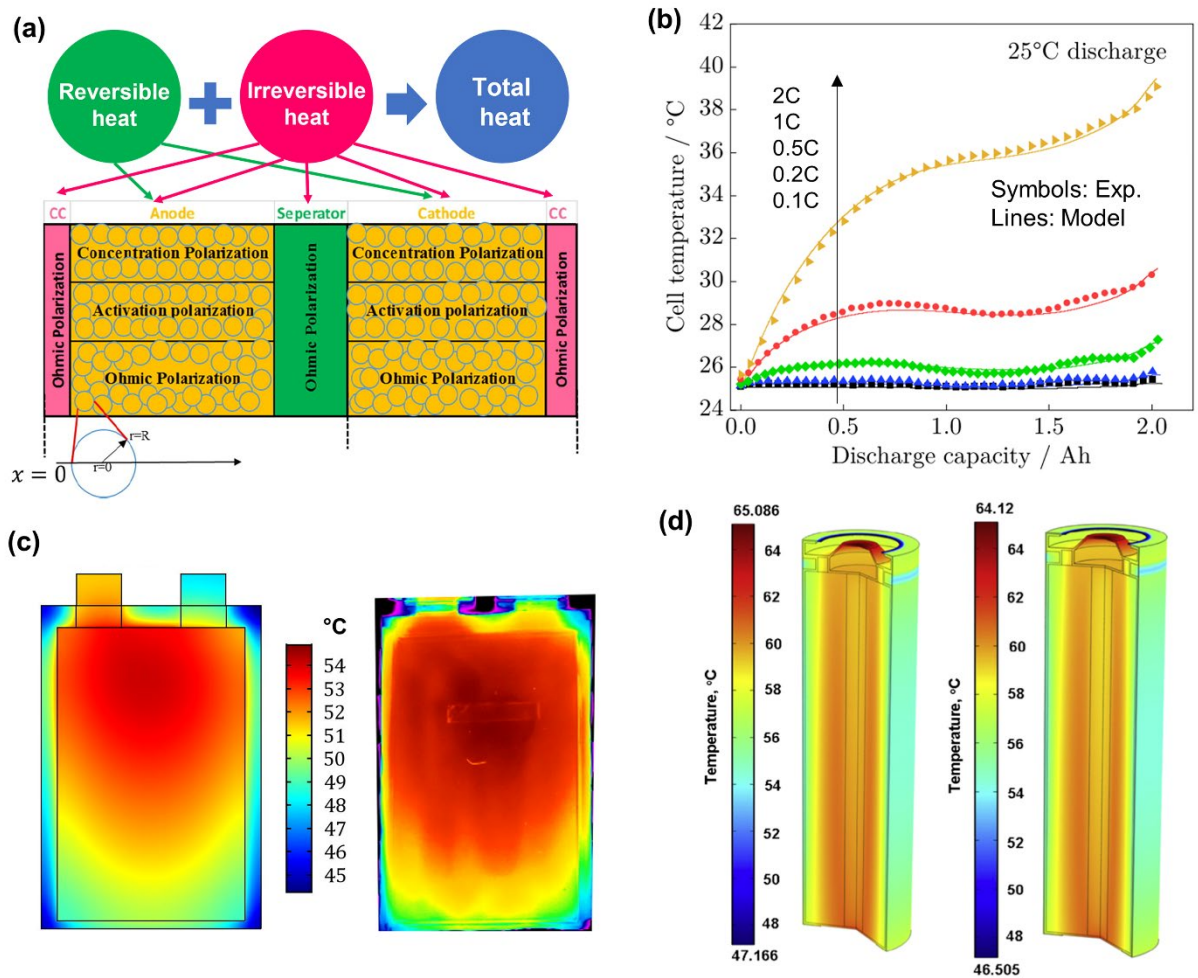 (a)
Reversible
heat
Irreversible
heat
Total
heat
CC
Anode
Seperator
Cathode
CC
Ohmic Polarization
Concentration Polarization
Activation polarization
Ohmic Polarization
Ohmic Polarization
Concentration Polarization
Activation polarization
Ohmic Polarization
Ohmic Polarization
r=R
r=0
x = 0
(b)
25°C discharge
2C
1C
0.5C
0.2C
0.1C
Symbols: Exp.
Lines: Model
Cell temperature / °C
42
40
38
36
34
32
30
28
26
24
0.0
0.5
1.0
1.5
2.0
Discharge capacity / Ah
(c)
°C
54
53
52
51
50
49
48
47
46
45
(d)
65.086
64
62
60
58
56
54
52
50
48
47.166
Temperature, °C
64.12
64
62
60
58
56
54
52
50
48
46.505
Temperature, °C